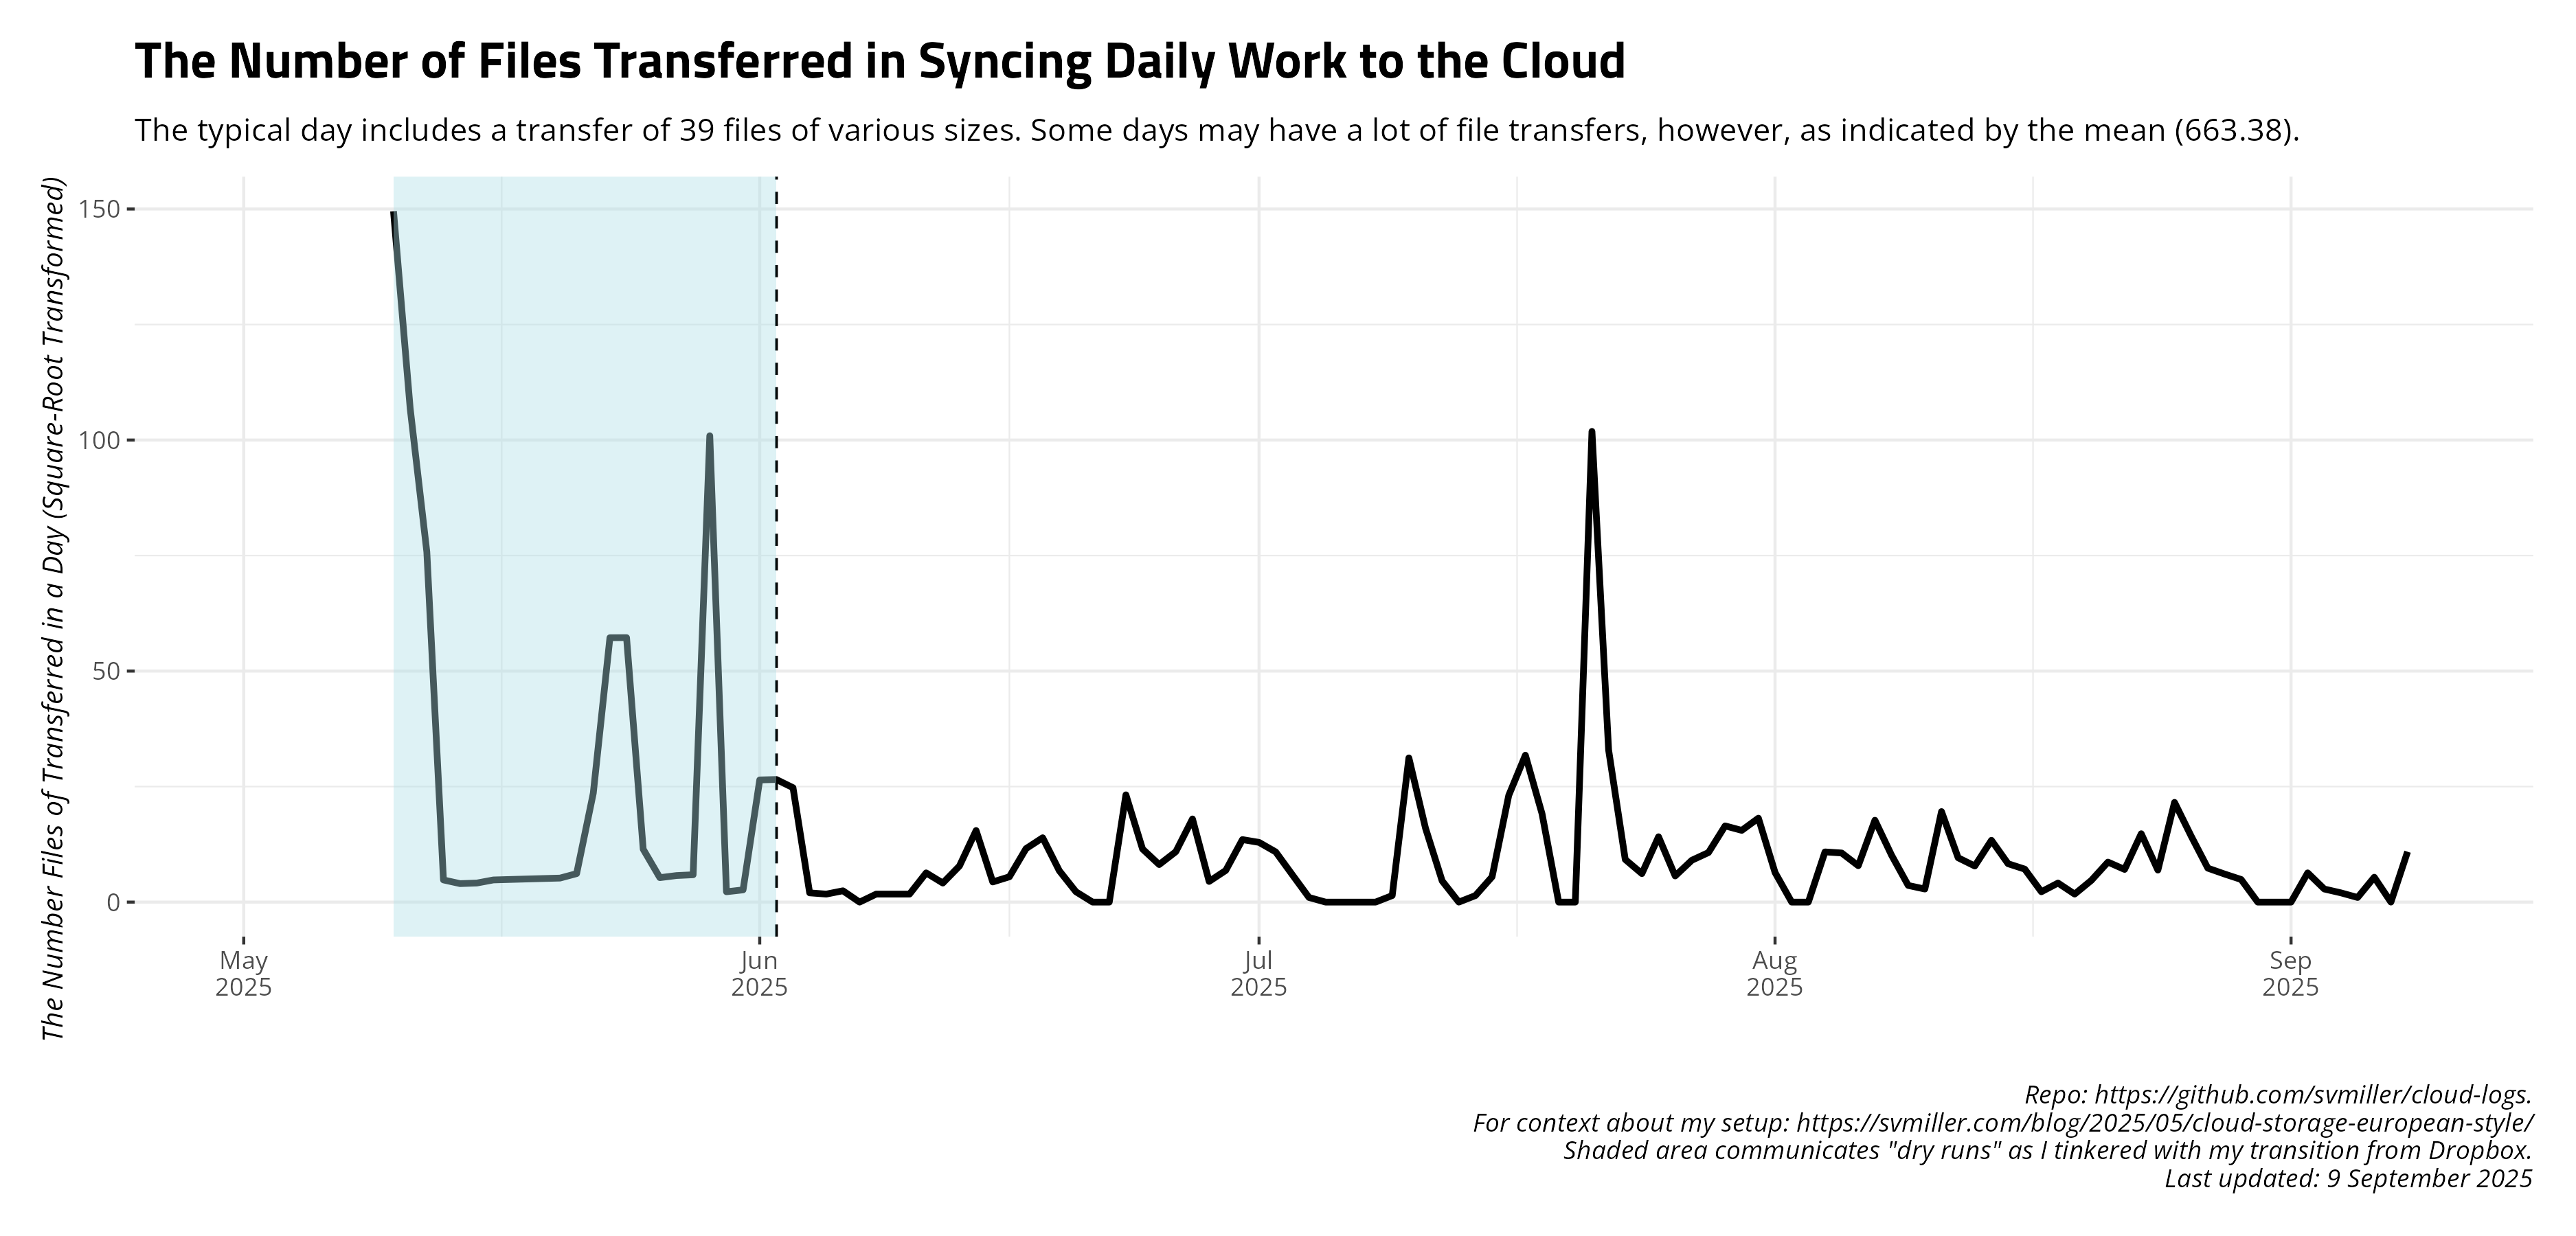 The Number of Files Transferred in Syncing Daily Work to the Cloud
The typical day includes a transfer of 39 files of various sizes. Some days may have a lot of file transfers, however, as indicated by the mean (663.38).
The Number Files of Transferred in a Day (Square-Root Transformed)
150
100
50
0
May
2025
Jun
2025
Jul
2025
Aug
2025
Sep
2025
Repo: https://github.com/svmiller/cloud-logs.
For context about my setup: https://svmiller.com/blog/2025/05/cloud-storage-european-style/
Shaded area communicates "dry runs" as I tinkered with my transition from Dropbox.
Last updated: 9 September 2025